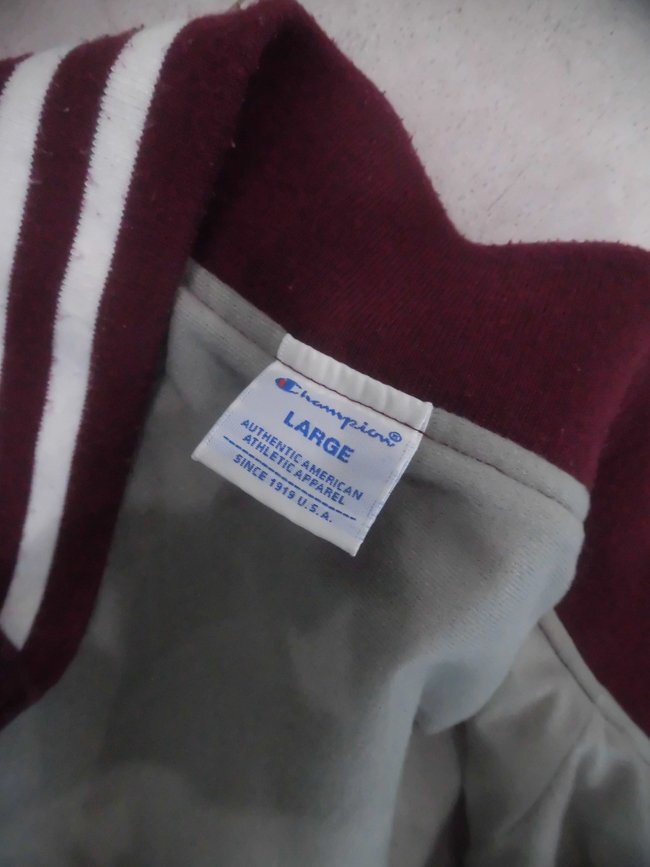 Champion®
LARGE
AUTHENTIC AMERICAN
ATHLETIC APPAREL
SINCE 1919 U.S.A.